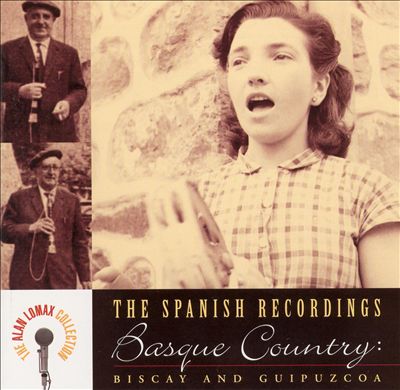 THE SPANISH RECORDINGS
Basque Country:
BISCAY AND GUIPUZCOA
THE ALAN LOMAX COLLECTION